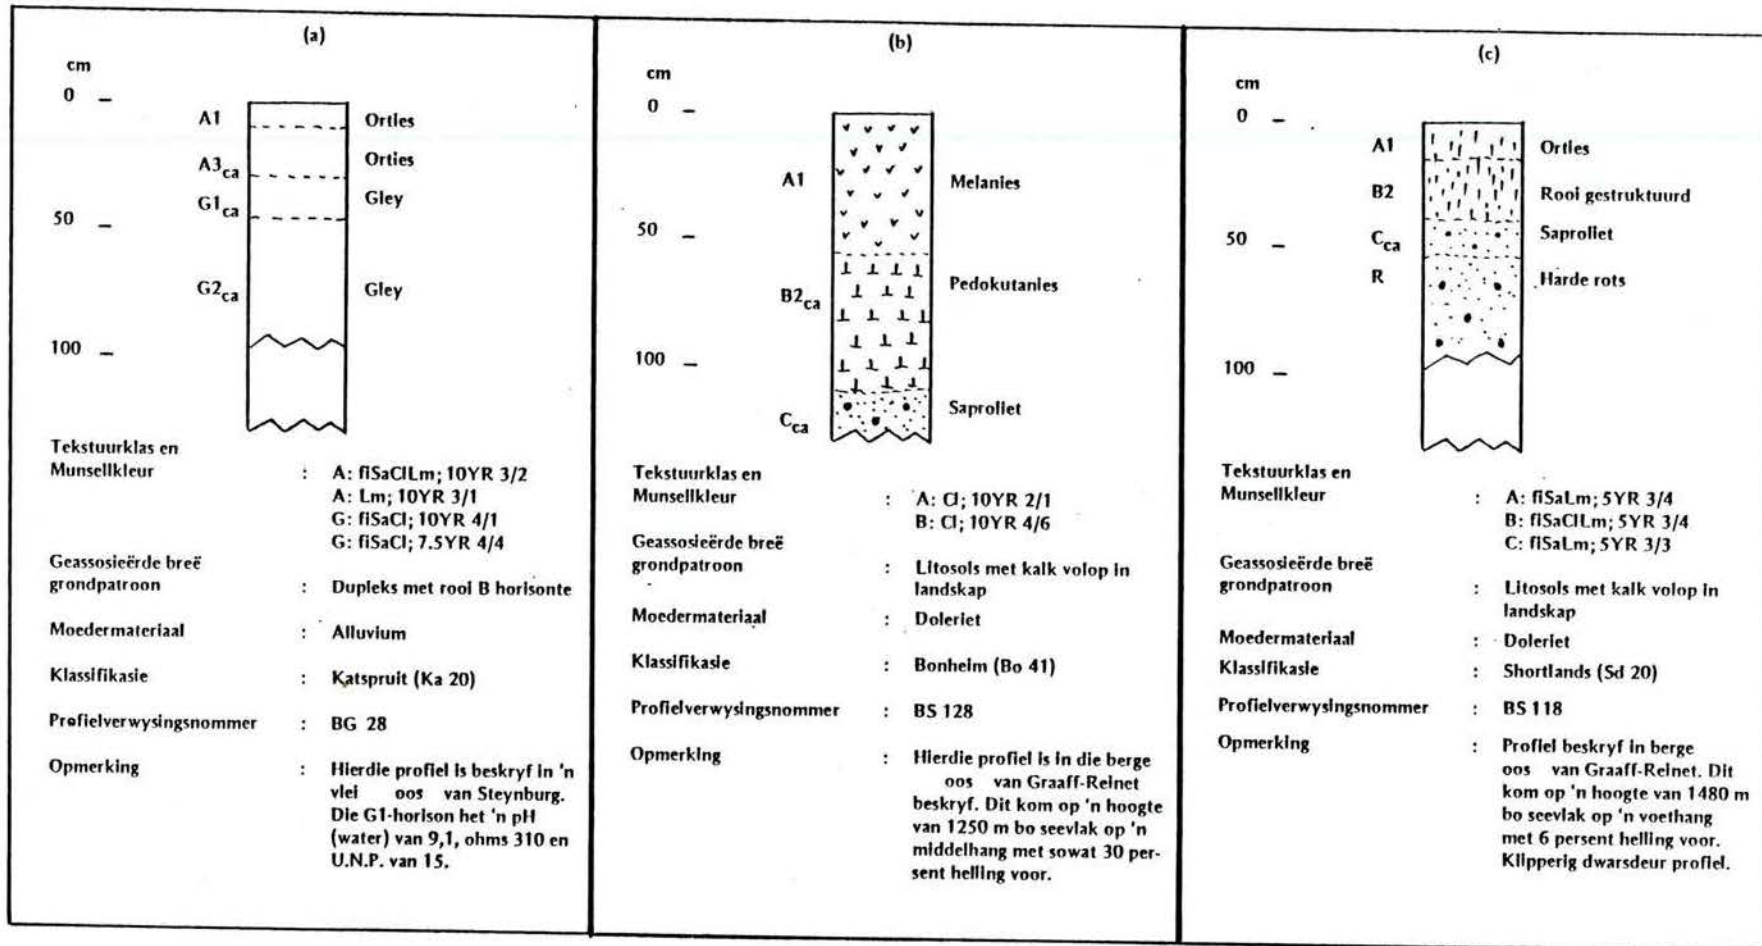 (a)
cm
0
A1 Orties
A3ca Orties
G1ca Gley
50
G2ca Gley
100
Tekstuurklas en
Munsellkleur : A: fiSaClLm; 10YR 3/2
A: Lm; 10YR 3/1
G: fiSaCl; 10YR 4/1
G: fiSaCl; 7.5YR 4/4
Geassosieërde breë
grondpatroon : Dupleks met rooi B horisonte
Moedermateriaal : Alluvium
Klassifikasie : Katspruit (Ka 20)
Profielverwysingsnommer : BG 28
Opmerking : Hierdie profiel is beskryf in 'n
vlei oos van Steynburg.
Die G1-horison het 'n pH
(water) van 9,1, ohms 310 en
U.N.P. van 15.
(b)
cm
0
A1 Melanies
50
B2ca Pedokutanies
100
Cca Saproliet
Tekstuurklas en
Munsellkleur : A: Cl; 10YR 2/1
B: Cl; 10YR 4/6
Geassosieërde breë
grondpatroon : Litosols met kalk volop in
landskap
Moedermateriaal : Doleriet
Klassifikasie : Bonheim (Bo 41)
Profielverwysingsnommer : BS 128
Opmerking : Hierdie profiel is in die berge
oos van Graaff-Reinet
beskryf. Dit kom op 'n hoogte
van 1250 m bo seevlak op 'n
middelhang met sowat 30 per-
sent helling voor.
(c)
cm
0
A1 Orties
B2 Rooi gestruktuurd
50
Cca Saproliet
R Harde rots
100
Tekstuurklas en
Munsellkleur : A: fiSaLm; 5YR 3/4
B: fiSaClLm; 5YR 3/4
C: fiSaLm; 5YR 3/3
Geassosieërde breë
grondpatroon : Litosols met kalk volop in
landskap
Moedermateriaal : Doleriet
Klassifikasie : Shortlands (Sd 20)
Profielverwysingsnommer : BS 118
Opmerking : Profiel beskryf in berge
oos van Graaff-Reinet. Dit
kom op 'n hoogte van 1480 m
bo seevlak op 'n voethang
met 6 persent helling voor.
Klipperig dwarsdeur profiel.